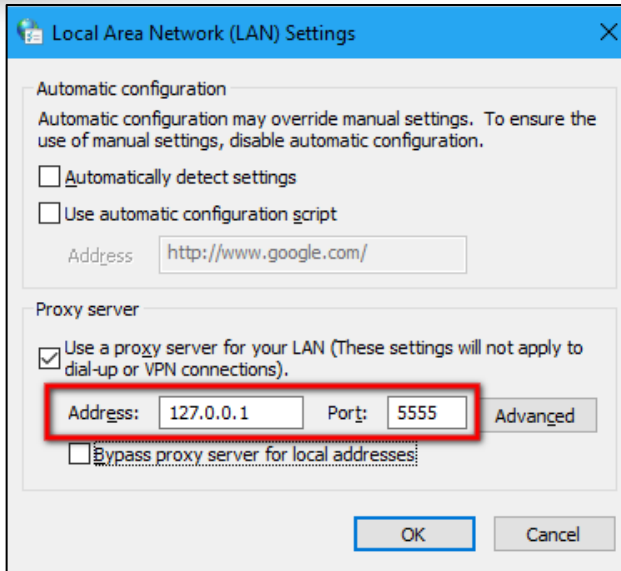 Local Area Network (LAN) Settings
Automatic configuration
Automatic configuration may override manual settings. To ensure the
use of manual settings, disable automatic configuration.
Automatically detect settings
Use automatic configuration script
Address http://www.google.com/
Proxy server
Use a proxy server for your LAN (These settings will not apply to
dial-up or VPN connections).
Address: 127.0.0.1 Port: 5555 Advanced
Bypass proxy server for local addresses
OK Cancel